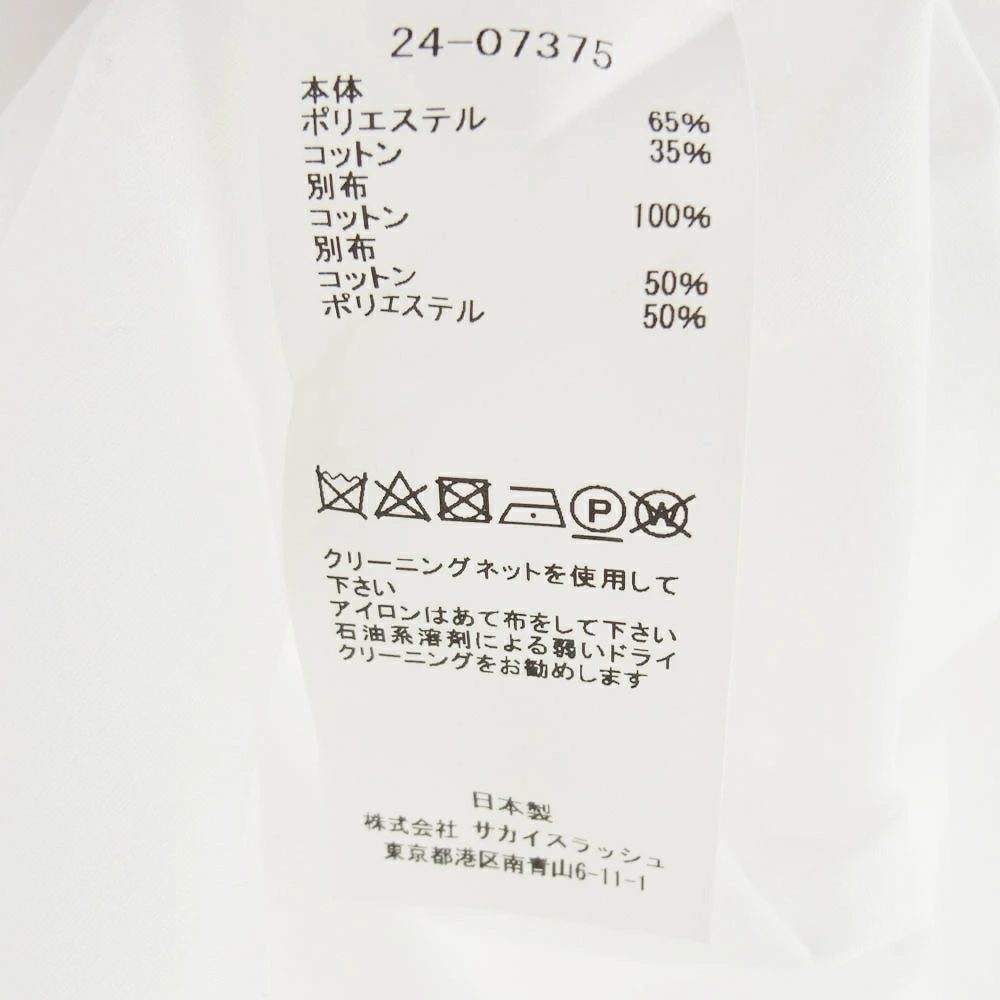 24-07375
本体
ポリエステル 65%
コットン 35%
別布
コットン 100%
別布
コットン 50%
ポリエステル 50%
P W
クリーニングネットを使用して
下さい
アイロンはあて布をして下さい
石油系溶剤による弱いドライ
クリーニングをお勧めします
日本製
株式会社 サカイスラッシュ
東京都港区南青山6-11-1